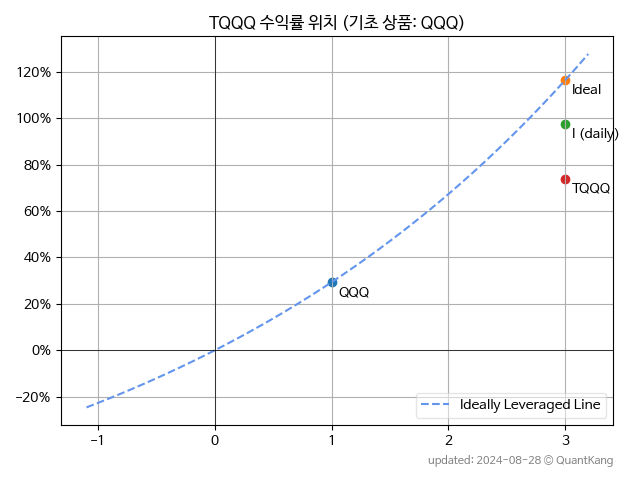 TQQQ 수익률 위치 (기초 상품: QQQ)
120%
100%
80%
60%
40%
20%
0%
−20%
Ideal
I (daily)
TQQQ
QQQ
Ideally Leveraged Line
−1
0
1
2
3
updated: 2024-08-28 © QuantKang